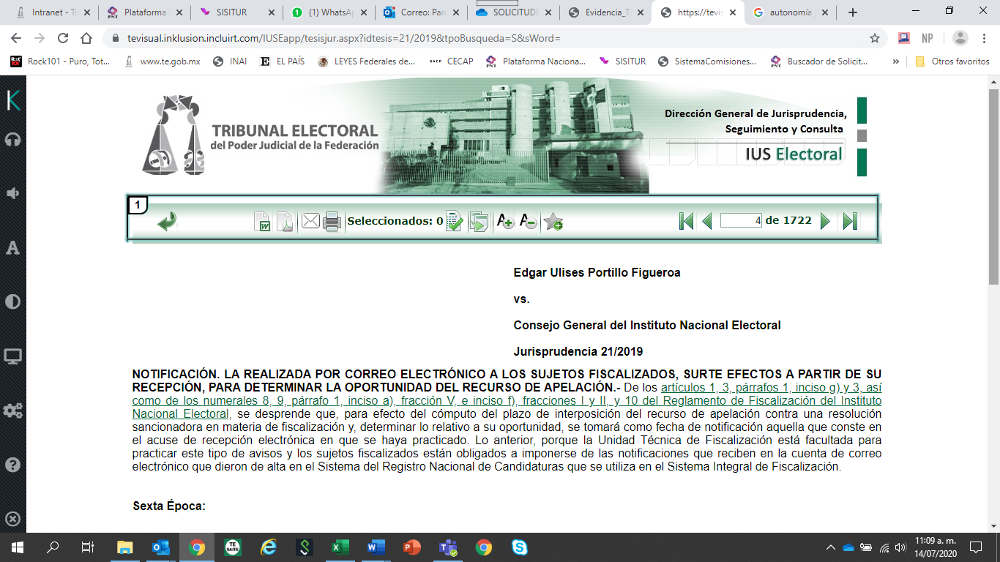 Intranet - Tr
Plataforma
SISITUR
(1) WhatsAp
Correo: Parc
SOLICITUDE
Evidencia_T
https://tevis
autonomía j
tevisual.inklusion.incluirt.com/IUSEapp/tesisjur.aspx?idtesis=21/2019&tpoBusqueda=S&sWord=
NP
Rock101 - Puro, Tot...
www.te.gob.mx
INAI
EL PAÍS
LEYES Federales de...
CECAP
Plataforma Naciona...
SISITUR
SistemaComisiones...
Buscador de Solicit...
»
Otros favoritos
TRIBUNAL ELECTORAL
del Poder Judicial de la Federación
Dirección General de Jurisprudencia,
Seguimiento y Consulta
IUS Electoral
1
Seleccionados: 0
4 de 1722
Edgar Ulises Portillo Figueroa
vs.
Consejo General del Instituto Nacional Electoral
Jurisprudencia 21/2019
NOTIFICACIÓN. LA REALIZADA POR CORREO ELECTRÓNICO A LOS SUJETOS FISCALIZADOS, SURTE EFECTOS A PARTIR DE SU
RECEPCIÓN, PARA DETERMINAR LA OPORTUNIDAD DEL RECURSO DE APELACIÓN.- De los artículos 1, 3, párrafos 1, inciso g) y 3, así
como de los numerales 8, 9, párrafo 1, inciso a), fracción V, e inciso f), fracciones I y II, y 10 del Reglamento de Fiscalización del Instituto
Nacional Electoral, se desprende que, para efecto del cómputo del plazo de interposición del recurso de apelación contra una resolución
sancionadora en materia de fiscalización y, determinar lo relativo a su oportunidad, se tomará como fecha de notificación aquella que conste en
el acuse de recepción electrónica en que se haya practicado. Lo anterior, porque la Unidad Técnica de Fiscalización está facultada para
practicar este tipo de avisos y los sujetos fiscalizados están obligados a imponerse de las notificaciones que reciben en la cuenta de correo
electrónico que dieron de alta en el Sistema del Registro Nacional de Candidaturas que se utiliza en el Sistema Integral de Fiscalización.
Sexta Época:
11:09 a. m.
14/07/2020